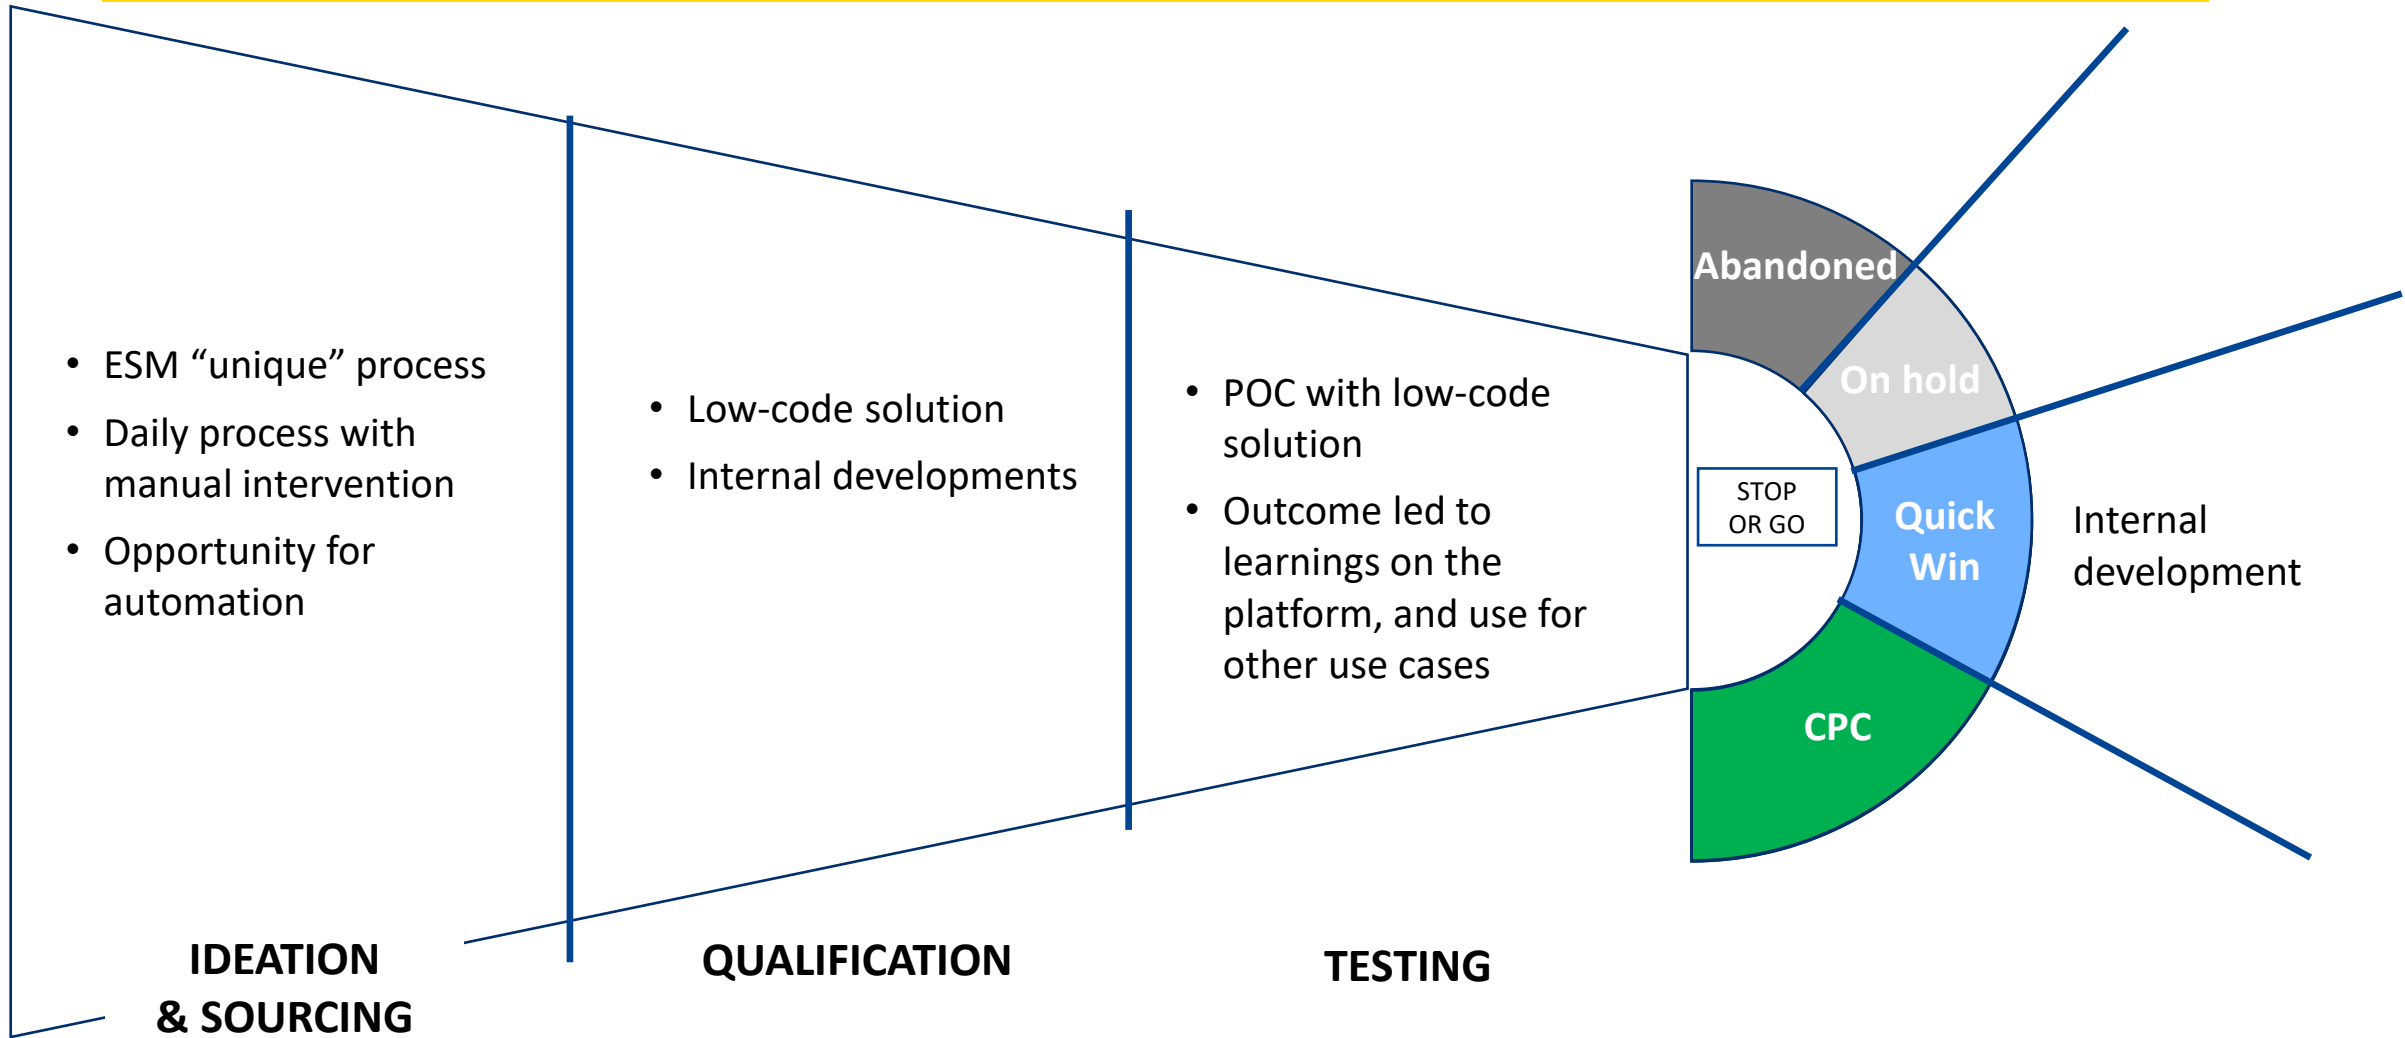 • ESM “unique” process
• Daily process with
manual intervention
• Opportunity for
automation
IDEATION
& SOURCING
• Low-code solution
• Internal developments
QUALIFICATION
• POC with low-code
solution
• Outcome led to
learnings on the
platform, and use for
other use cases
TESTING
STOP
OR GO
Abandoned
On hold
Quick
Win
CPC
Internal
development